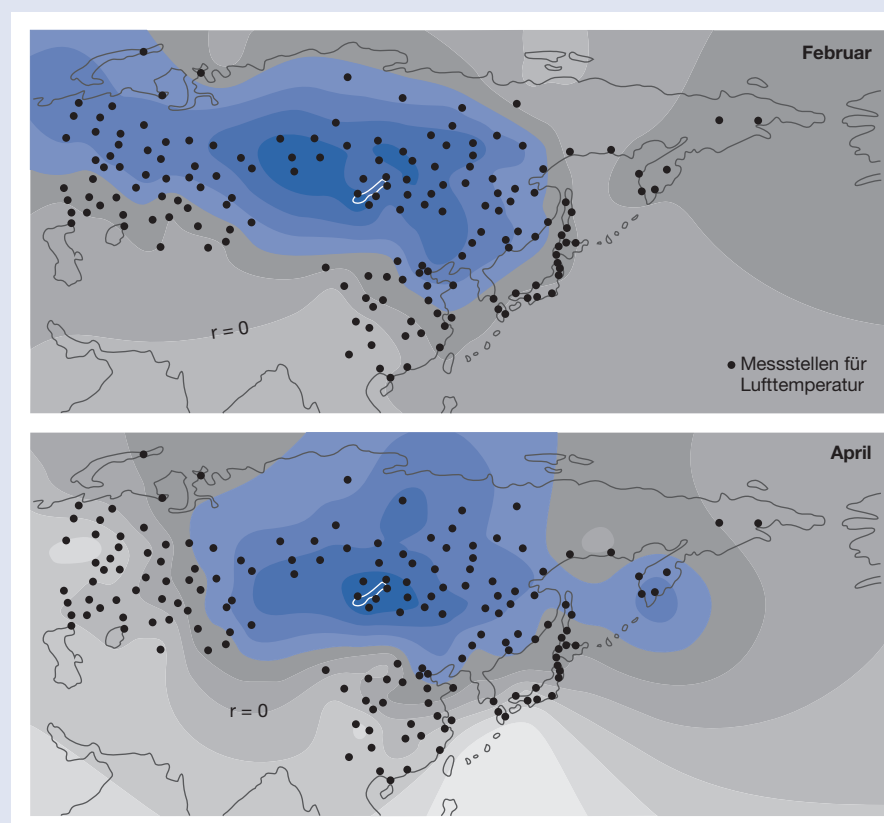 Februar
r = 0
Messstellen für
Lufttemperatur
April
r = 0